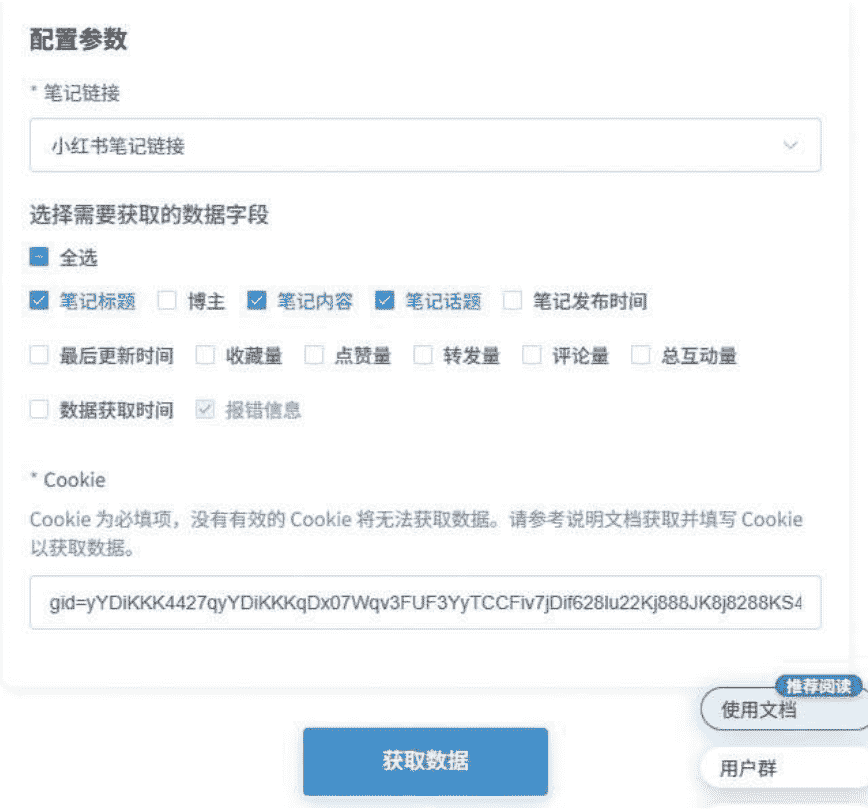 配置参数
* 笔记链接
小红书笔记链接
选择需要获取的数据字段
全选
笔记标题 博主 笔记内容 笔记话题 笔记发布时间
最后更新时间 收藏量 点赞量 转发量 评论量 总互动量
数据获取时间 报错信息
* Cookie
Cookie 为必填项，没有有效的 Cookie 将无法获取数据。请参考说明文档获取并填写 Cookie
以获取数据。
gid=yYDiKKK4427qyYDiKKKqDx07Wqv3FUF3YyTCCFiv7jDif628Iu22Kj888JK8j8288KS4
推荐阅读
使用文档
获取数据
用户群